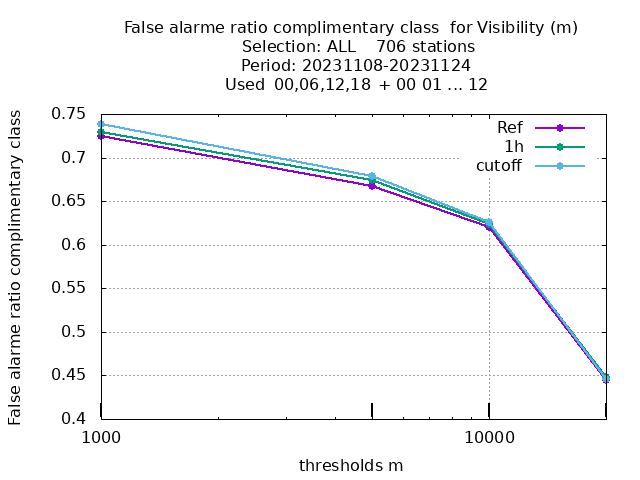 False alarme ratio complimentary class  for Visibility (m)
Selection: ALL    706 stations
Period: 20231108-20231124
Used  00,06,12,18 + 00 01 ... 12
False alarme ratio complimentary class
0.75
0.7
0.65
0.6
0.55
0.5
0.45
0.4
Ref
1h
cutoff
1000
10000
thresholds m